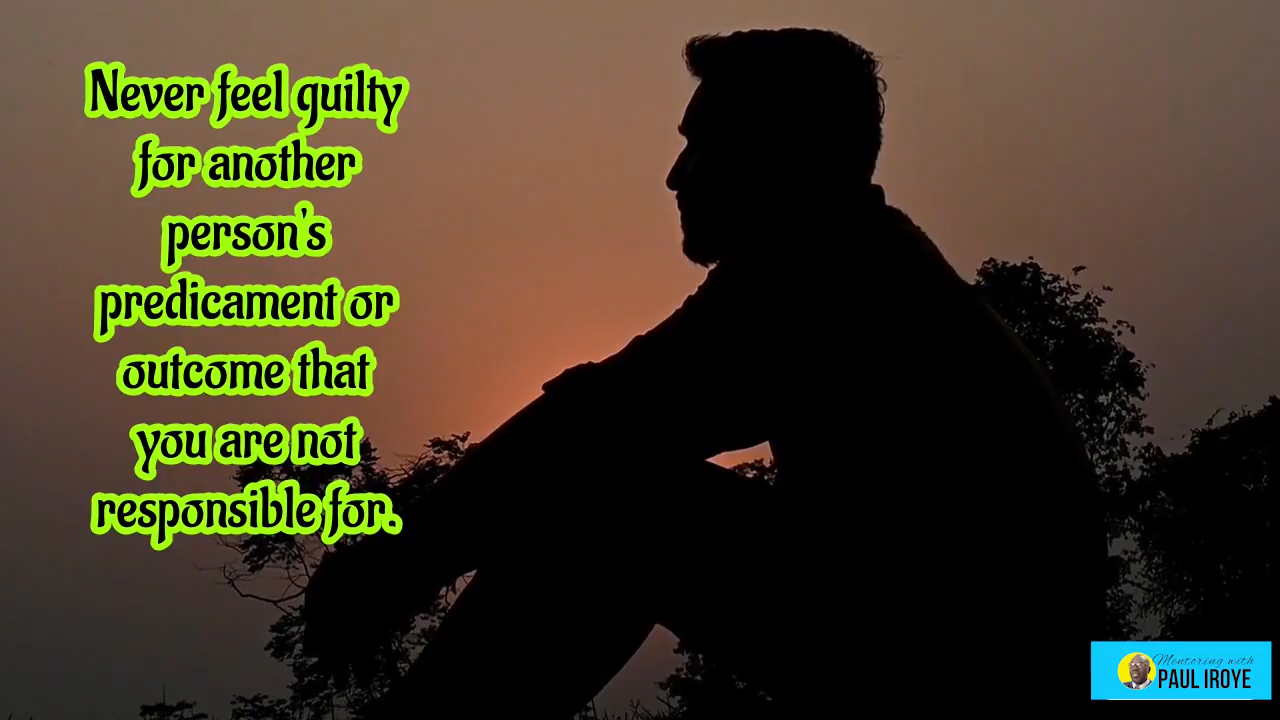 Never feel guilty
for another
person's
predicament or
outcome that
you are not
responsible for.
Mentoring with
PAUL IROYE